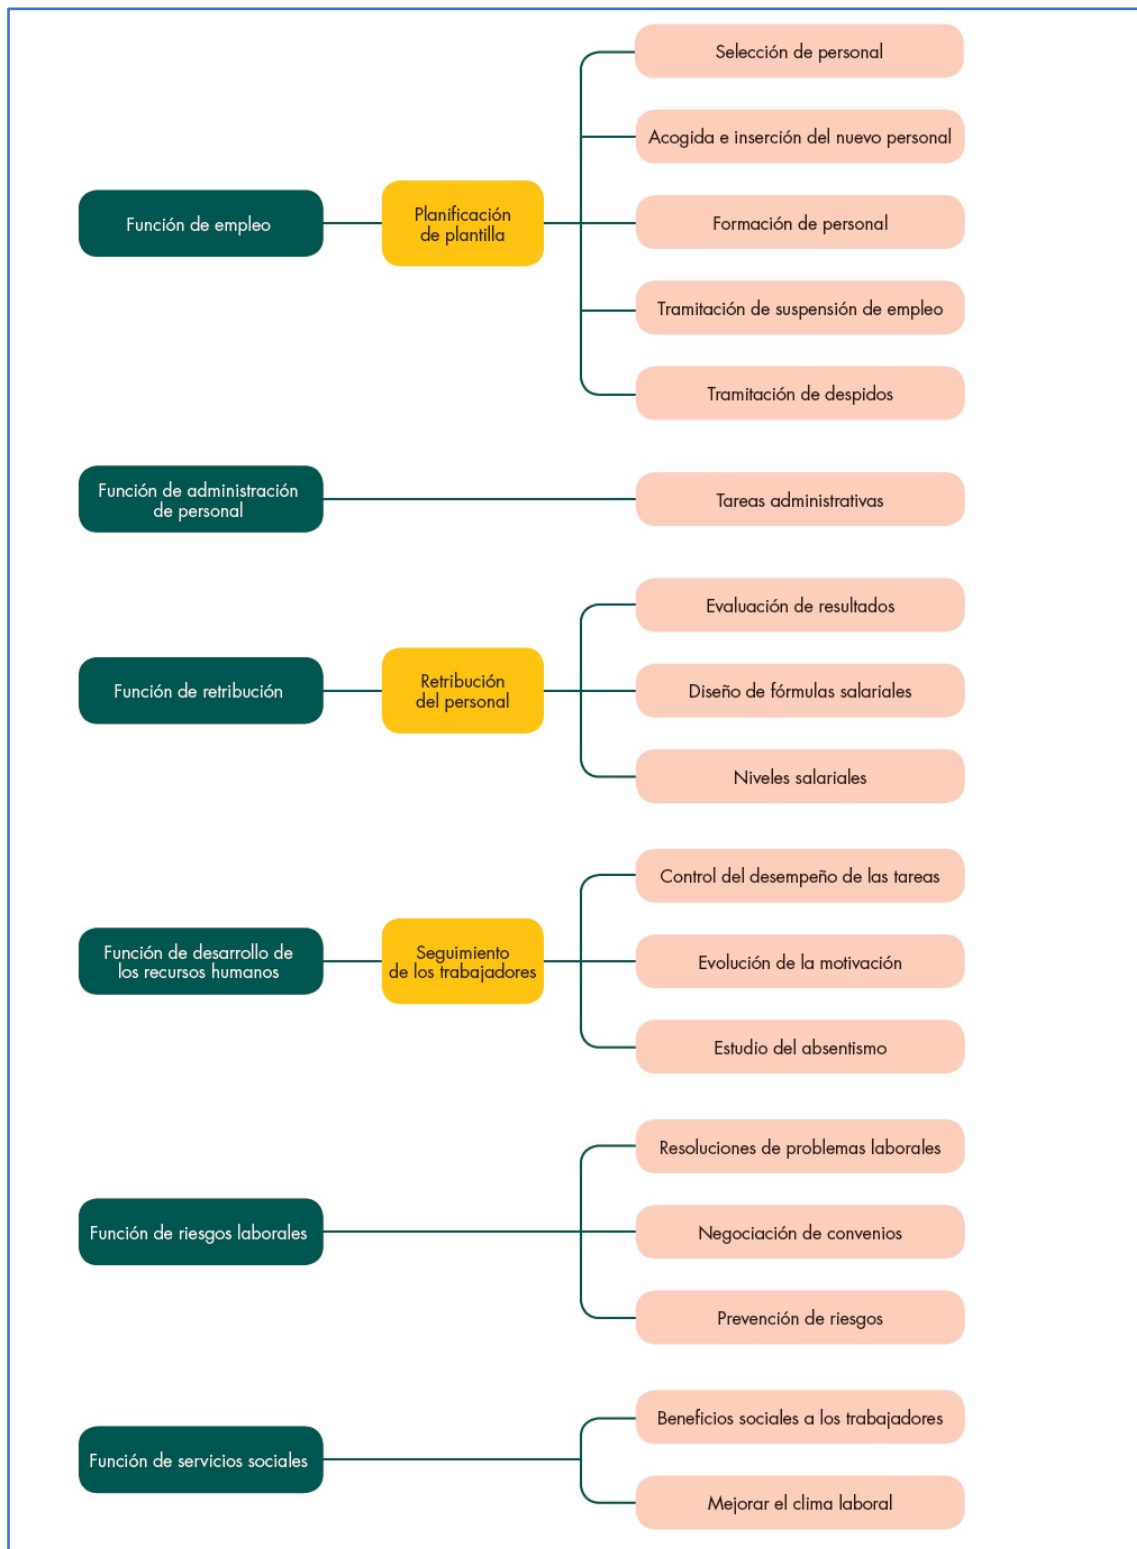 Selección de personal
Acogida e inserción del nuevo personal
Función de empleo
Planificación
de plantilla
Formación de personal
Tramitación de suspensión de empleo
Tramitación de despidos
Función de administración
de personal
Tareas administrativas
Evaluación de resultados
Función de retribución
Retribución
del personal
Diseño de fórmulas salariales
Niveles salariales
Control del desempeño de las tareas
Función de desarrollo de
los recursos humanos
Seguimiento
de los trabajadores
Evolución de la motivación
Estudio del absentismo
Resoluciones de problemas laborales
Función de riesgos laborales
Negociación de convenios
Prevención de riesgos
Beneficios sociales a los trabajadores
Función de servicios sociales
Mejorar el clima laboral